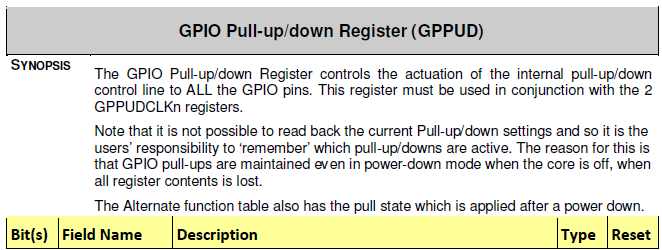 GPIO Pull-up/down Register (GPPUD)
SYNOPSIS
The GPIO Pull-up/down Register controls the actuation of the internal pull-up/down
control line to ALL the GPIO pins. This register must be used in conjunction with the 2
GPPUDCLKn registers.
Note that it is not possible to read back the current Pull-up/down settings and so it is the
users' responsibility to 'remember' which pull-up/downs are active. The reason for this is
that GPIO pull-ups are maintained even in power-down mode when the core is off, when
all register contents is lost.
The Alternate function table also has the pull state which is applied after a power down.
Bit(s) Field Name Description Type Reset